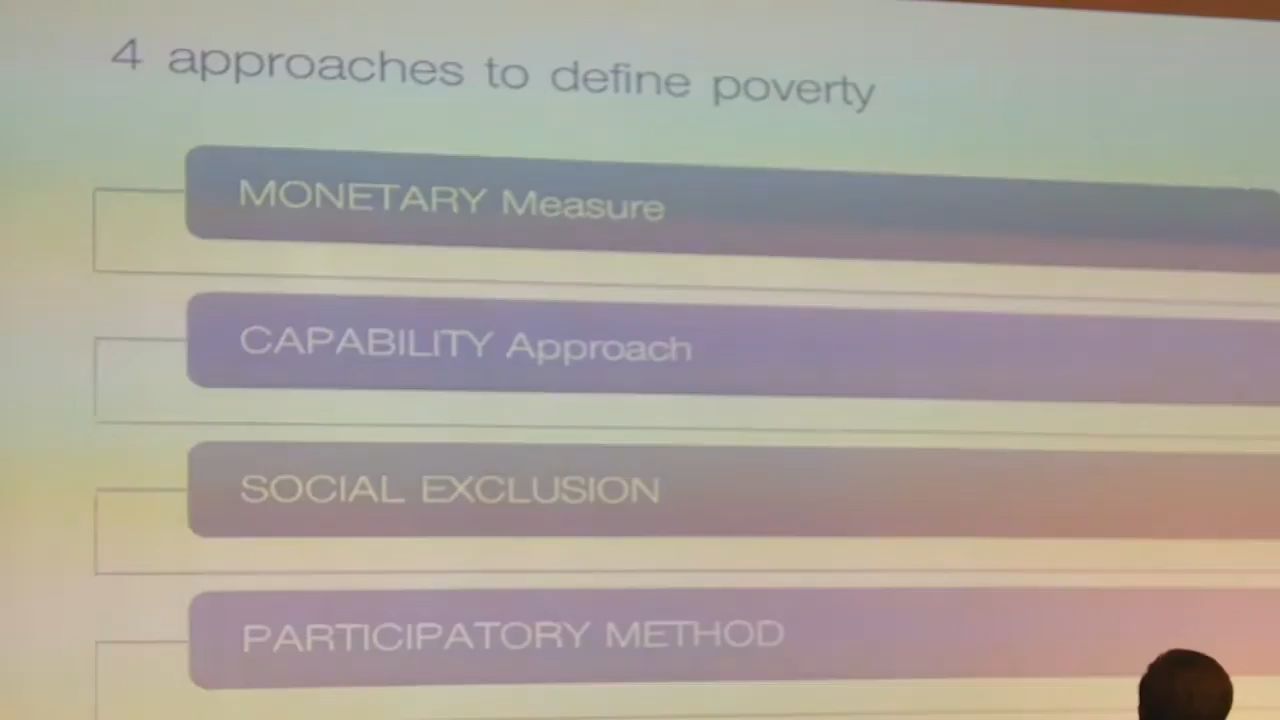 4 approaches to define poverty
MONETARY Measure
CAPABILITY Approach
SOCIAL EXCLUSION
PARTICIPATORY METHOD